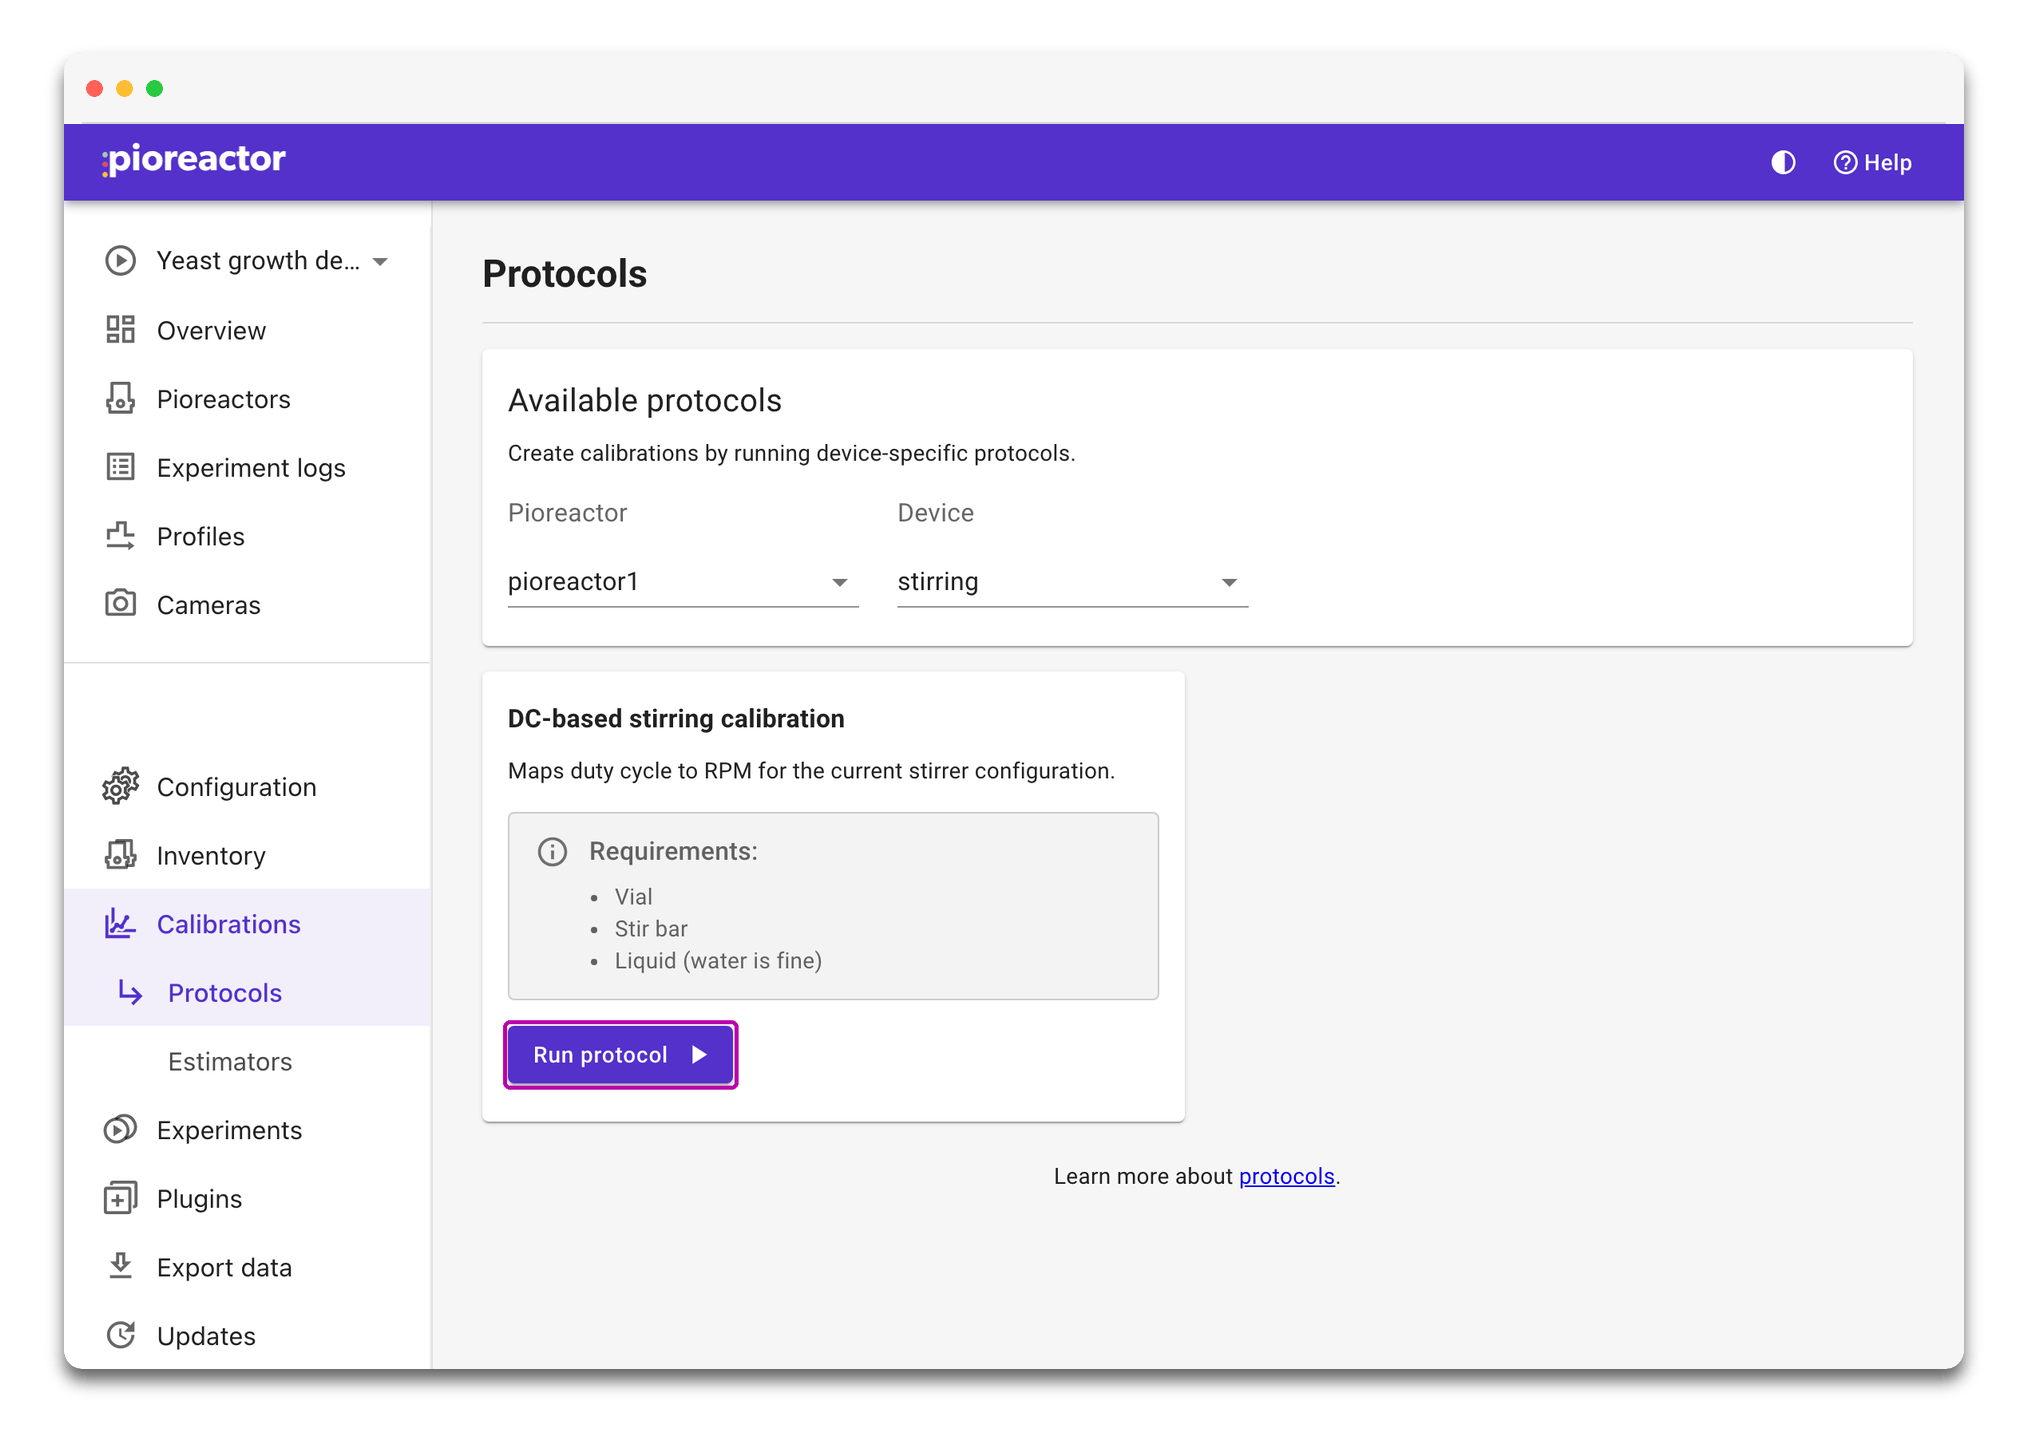 pioreactor
Help
Yeast growth de...
Overview
Pioreactors
Experiment logs
Profiles
Cameras
Configuration
Inventory
Calibrations
Protocols
Estimators
Experiments
Plugins
Export data
Updates
Protocols
Available protocols
Create calibrations by running device-specific protocols.
Pioreactor
Device
pioreactor1
stirring
DC-based stirring calibration
Maps duty cycle to RPM for the current stirrer configuration.
Requirements:
• Vial
• Stir bar
• Liquid (water is fine)
Run protocol
Learn more about protocols.